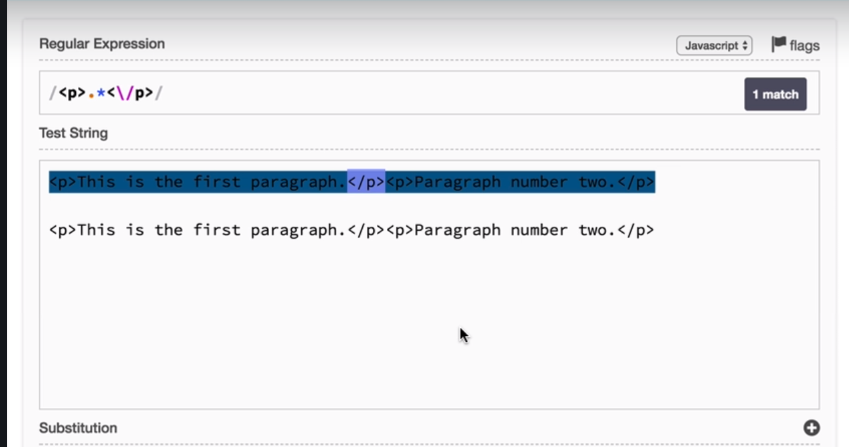 Regular Expression
Javascript flags
/<p>.*<\/p>/
1 match
Test String
<p>This is the first paragraph.</p><p>Paragraph number two.</p>
<p>This is the first paragraph.</p><p>Paragraph number two.</p>
Substitution